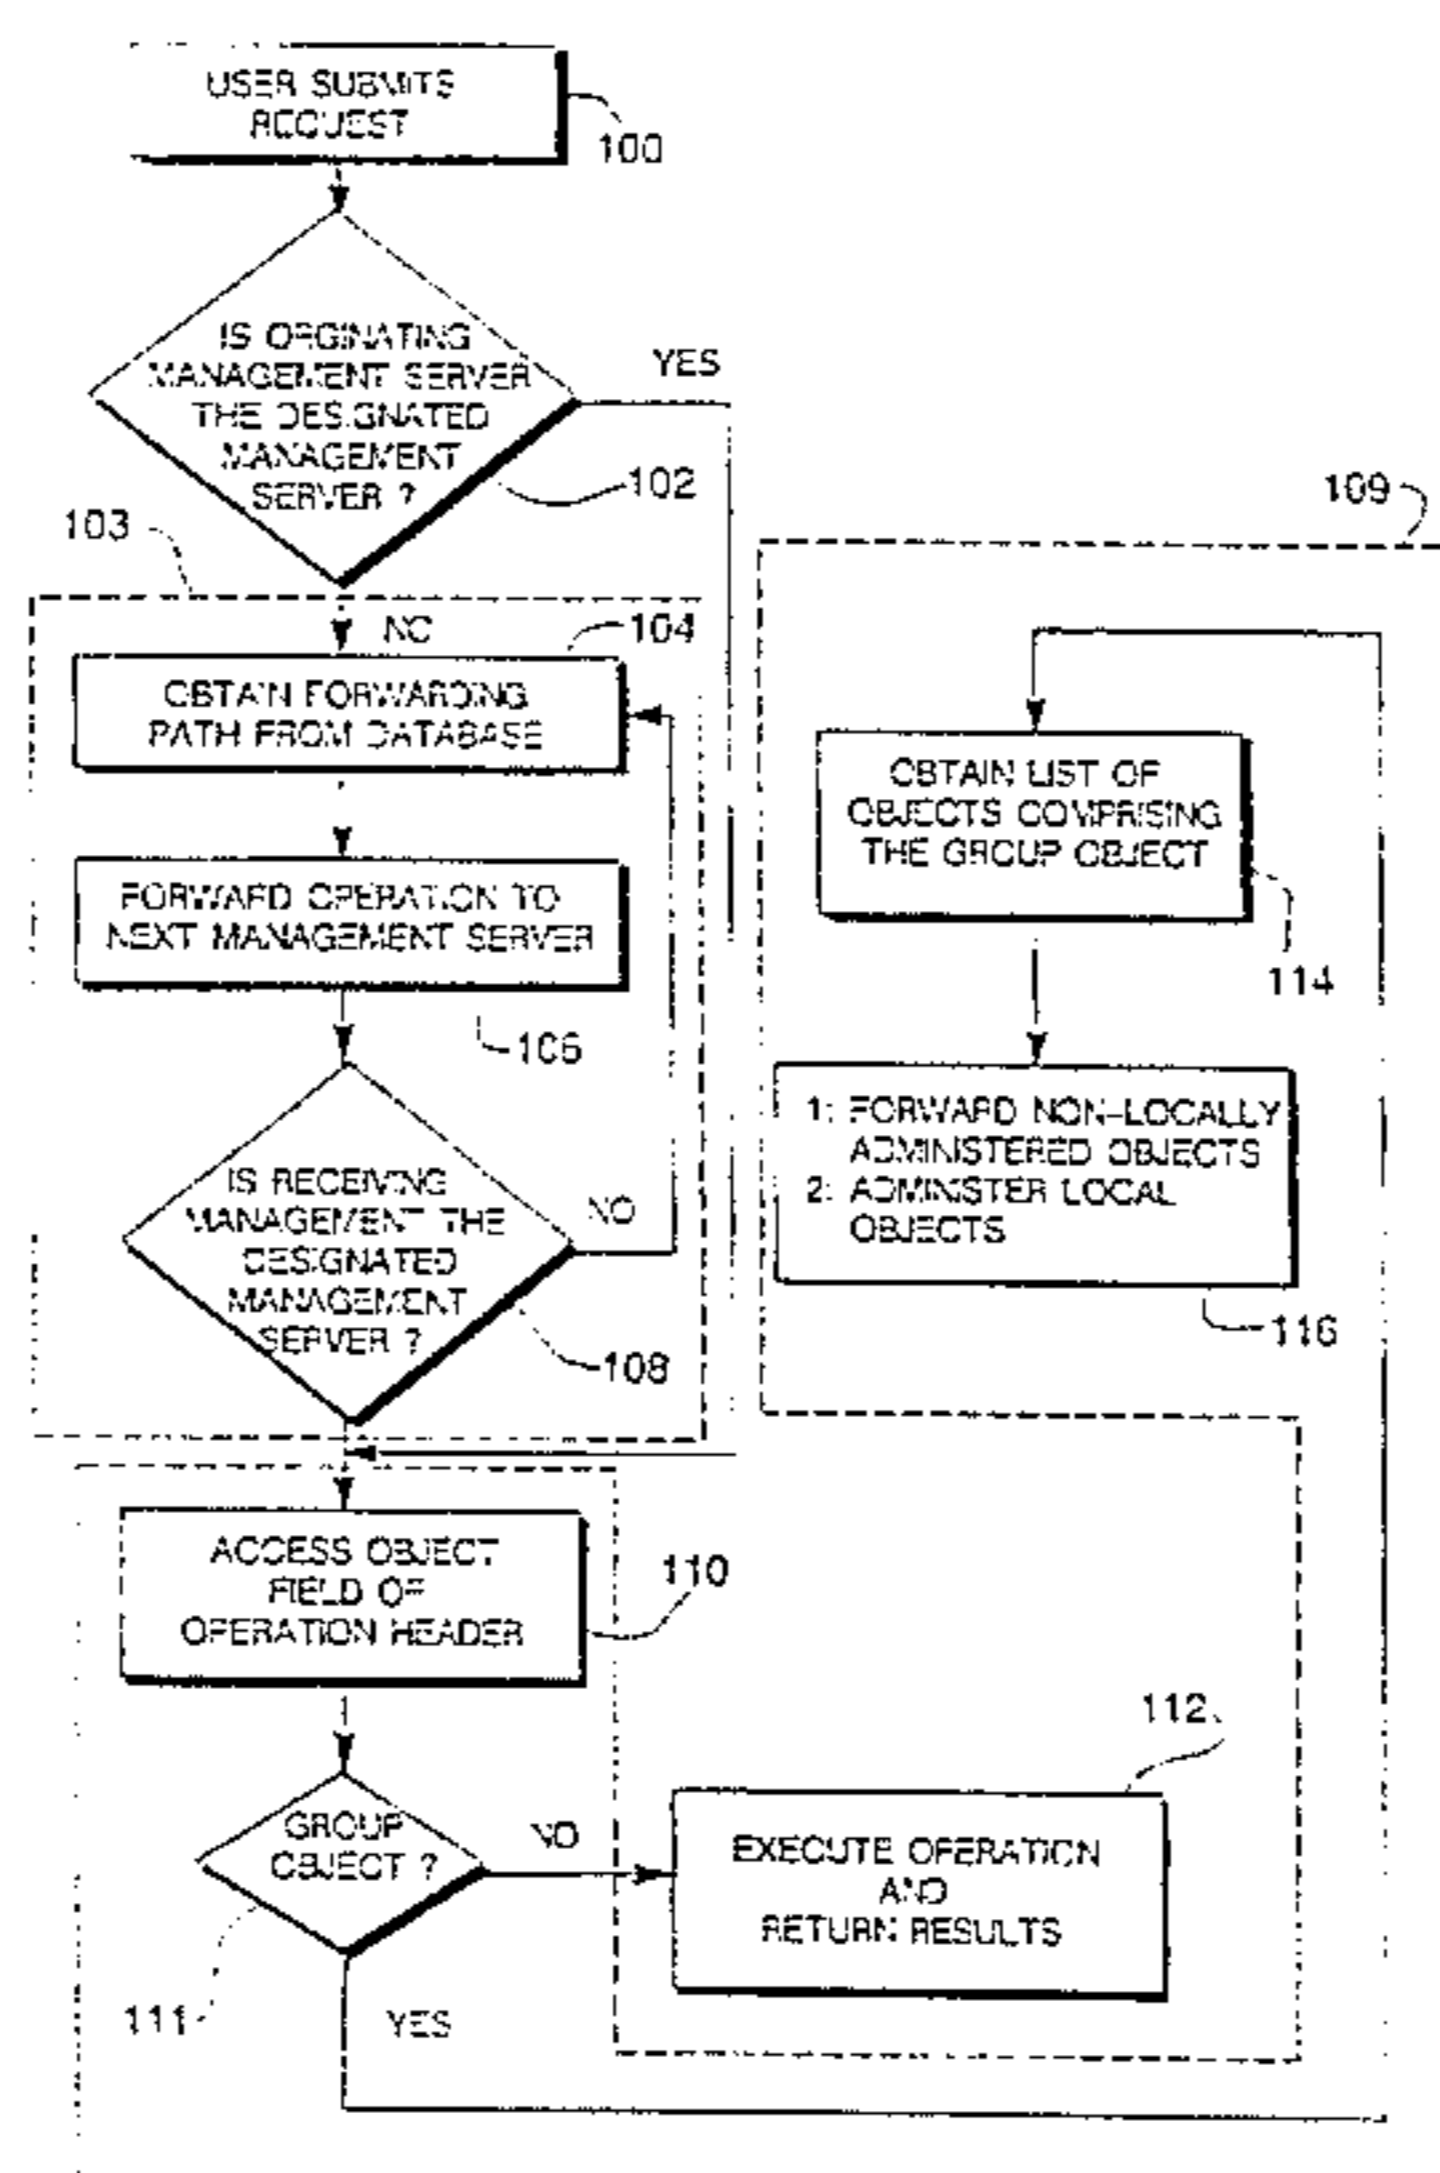 USER SUBMITS
REQUEST
100
IS ORGINATING
MANAGEMENT SERVER
THE DESIGNATED
MANAGEMENT
SERVER ?
YES
102
103
NO
104
OBTAIN FORWARDING
PATH FROM DATABASE
FORWARD OPERATION TO
NEXT MANAGEMENT SERVER
106
IS RECEIVING
MANAGEMENT THE
DESIGNATED
MANAGEMENT
SERVER ?
NO
108
ACCESS OBJECT
FIELD OF
OPERATION HEADER
110
GROUP
OBJECT ?
NO
111
YES
112
EXECUTE OPERATION
AND
RETURN RESULTS
109
OBTAIN LIST OF
OBJECTS COMPRISING
THE GROUP OBJECT
114
1: FORWARD NON-LOCALLY
ADMINISTERED OBJECTS
2: ADMINISTER LOCAL
OBJECTS
116